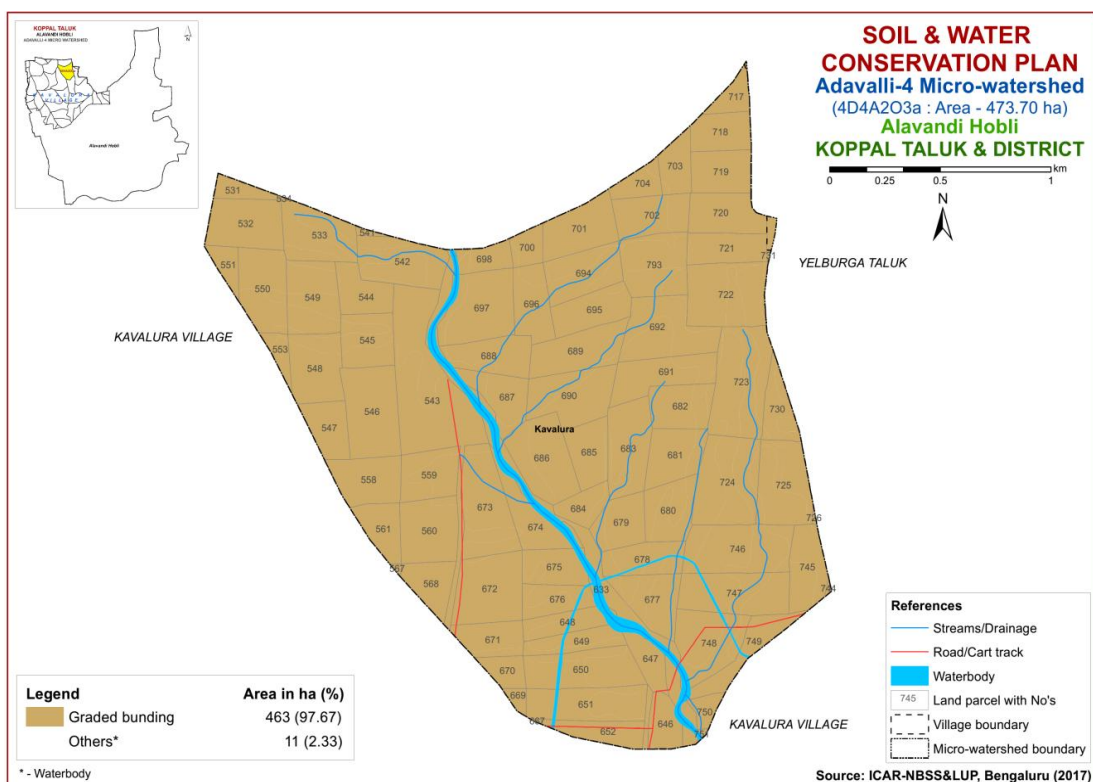 KOPPAL TALUK
ALAVANDI HOBLI
ADAVALLI-4 MICRO WATERSHED
N
KAVALURA
VILLAGE
Alavandi Hobli
SOIL & WATER
CONSERVATION PLAN
Adavalli-4 Micro-watershed
(4D4A2O3a : Area - 473.70 ha)
Alavandi Hobli
KOPPAL TALUK & DISTRICT
km
0 0.25 0.5 1
N
YELBURGA TALUK
KAVALURA VILLAGE
KAVALURA VILLAGE
Kavalura
717
718
703
719
704
531
534
702
720
532
533
541
701
700
721
731
542
698
793
551
694
550
549
544
722
697
696
695
692
545
553
688
689
548
691
723
543
687
690
682
546
730
547
686
685
683
681
559
558
724
725
673
684
680
561
560
674
679
726
746
675
678
745
567
568
672
633
744
676
677
747
648
671
649
748
749
647
670
650
669
651
750
667
652
646
751
Legend Area in ha (%)
Graded bunding 463 (97.67)
Others* 11 (2.33)
* - Waterbody
References
Streams/Drainage
Road/Cart track
Waterbody
745 Land parcel with No's
Village boundary
Micro-watershed boundary
Source: ICAR-NBSS&LUP, Bengaluru (2017)